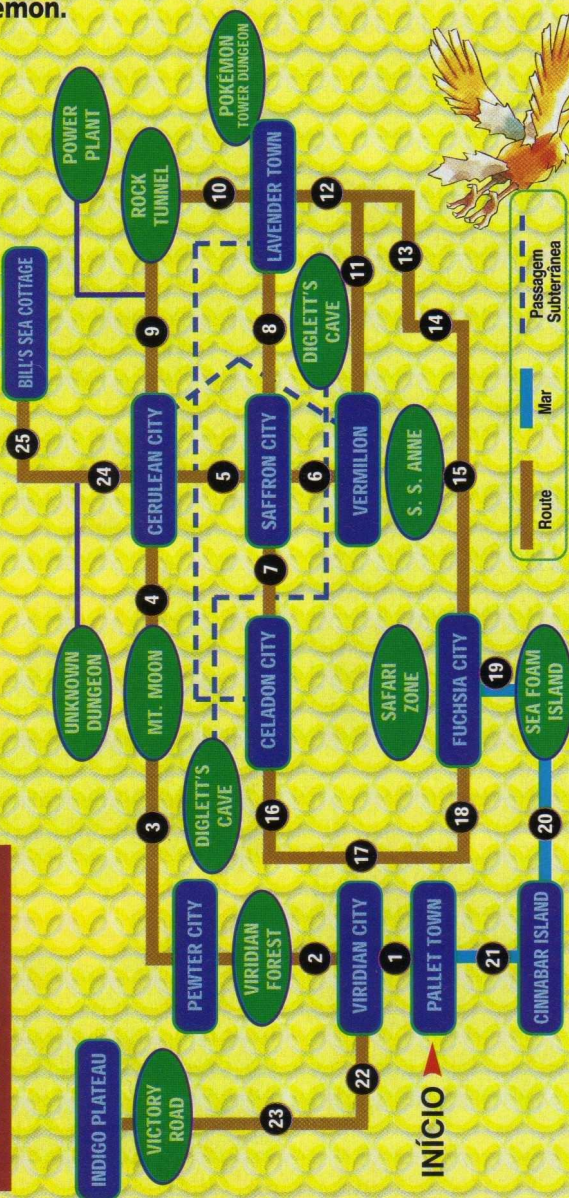 emon.
BILL'S SEA COTTAGE
25
POWER
PLANT
UNKNOWN
DUNGEON
24
INDIGO PLATEAU
VICTORY
ROAD
3
MT. MOON
4
CERULEAN CITY
9
ROCK
TUNNEL
PEWTER CITY
DIGLETT'S
CAVE
5
10
POKÉMON
TOWER DUNGEON
VIRIDIAN
FOREST
23
2
16
CELADON CITY
7
SAFFRON CITY
8
LAVENDER TOWN
DIGLETT'S
CAVE
6
12
22
VIRIDIAN CITY
17
VERMILION
11
1
SAFARI
ZONE
S. S. ANNE
13
INÍCIO
PALLET TOWN
14
18
FUCHSIA CITY
15
21
19
CINNABAR ISLAND
20
SEA FOAM
ISLAND
Route
Mar
Passagem
Subterrânea